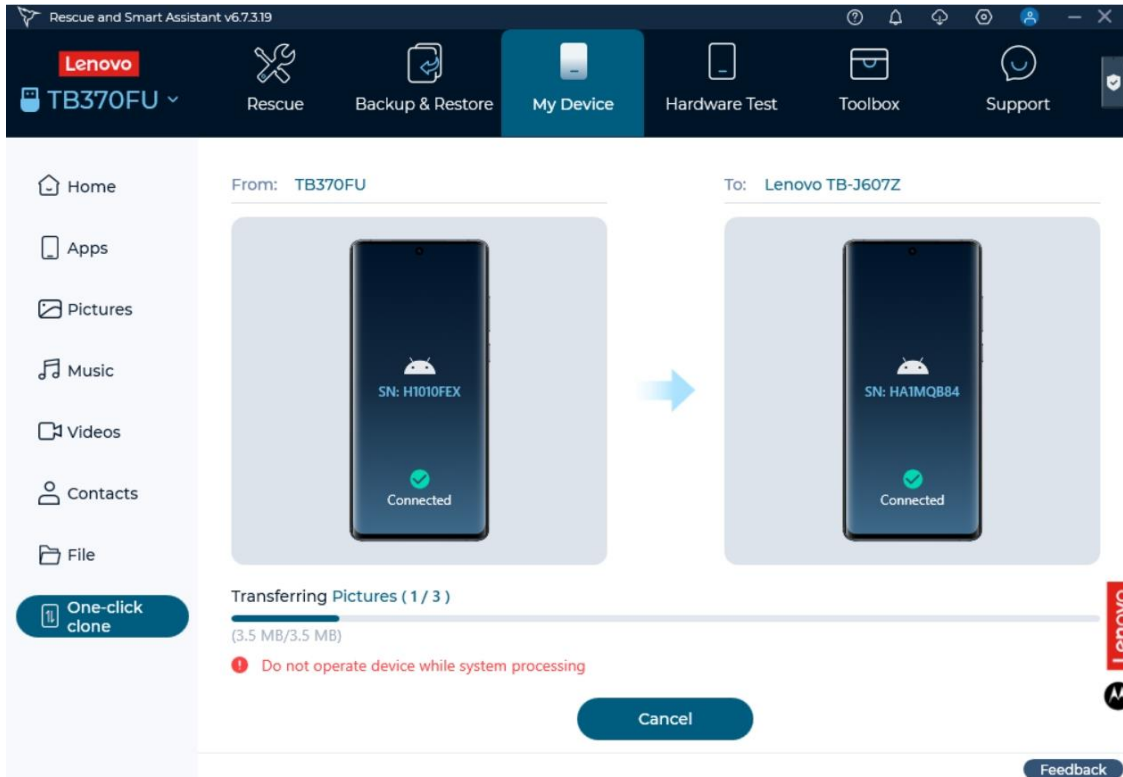 Rescue and Smart Assistant v6.7.3.19
Lenovo
TB370FU
Rescue
Backup & Restore
My Device
Hardware Test
Toolbox
Support
Home
Apps
Pictures
Music
Videos
Contacts
File
One-click
clone
From: TB370FU
To: Lenovo TB-J607Z
SN: H1010FEX
Connected
SN: HA1MQB84
Connected
Transferring Pictures ( 1 / 3 )
(3.5 MB/3.5 MB)
Do not operate device while system processing
Cancel
Lenovo
Feedback